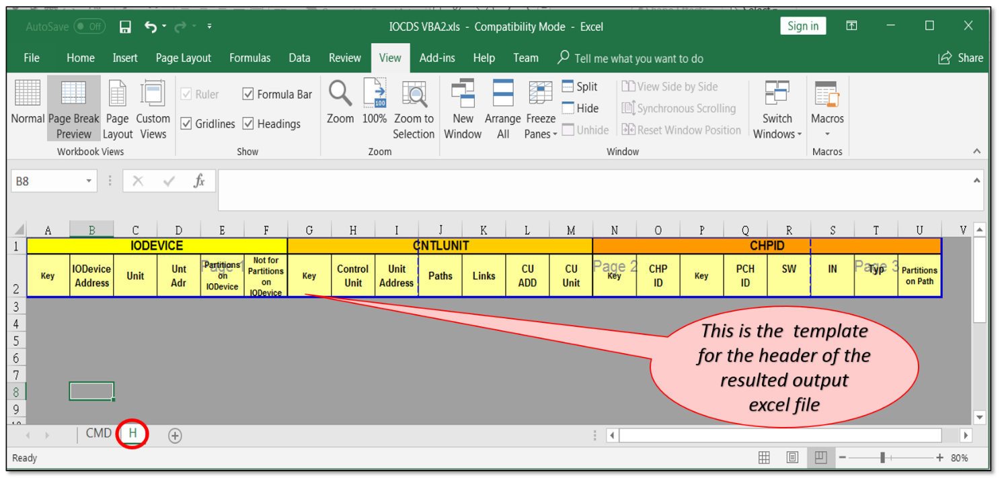 AutoSave Off
IOCDS VBA2.xls - Compatibility Mode - Excel
Sign in
File Home Insert Page Layout Formulas Data Review View Add-ins Help Team Tell me what you want to do Share
Ruler
Formula Bar
Split
View Side by Side
Hide
Synchronous Scrolling
Normal Page Break Page Custom
Gridlines
Headings
Zoom 100% Zoom to
New Arrange Freeze
Switch Macros
100
Preview Layout Views
Selection
Window All Panes
Unhide
Reset Window Position
Windows
Workbook Views
Show
Zoom
Window
Macros
B8
fx
A B C D E F G H I J K L M N O P Q R S T U V
1 IODEVICE CNTLUNIT CHPID
2
Key
IODevice
Address
Unit
Unt
Adr
Partitions
on
IODevice
Not for
Partitions
on
IODevice
Key
Control
Unit
Unit
Address
Paths
Links
CU
ADD
CU
Unit
Key
CHP
ID
Key
PCH
ID
SW
IN
Typ
Partitions
on Path
Page 1
Page 2
Page 3
3
4
5
6
7
8
9
This is the template
for the header of the
resulted output
excel file
CMD H
Ready
80%